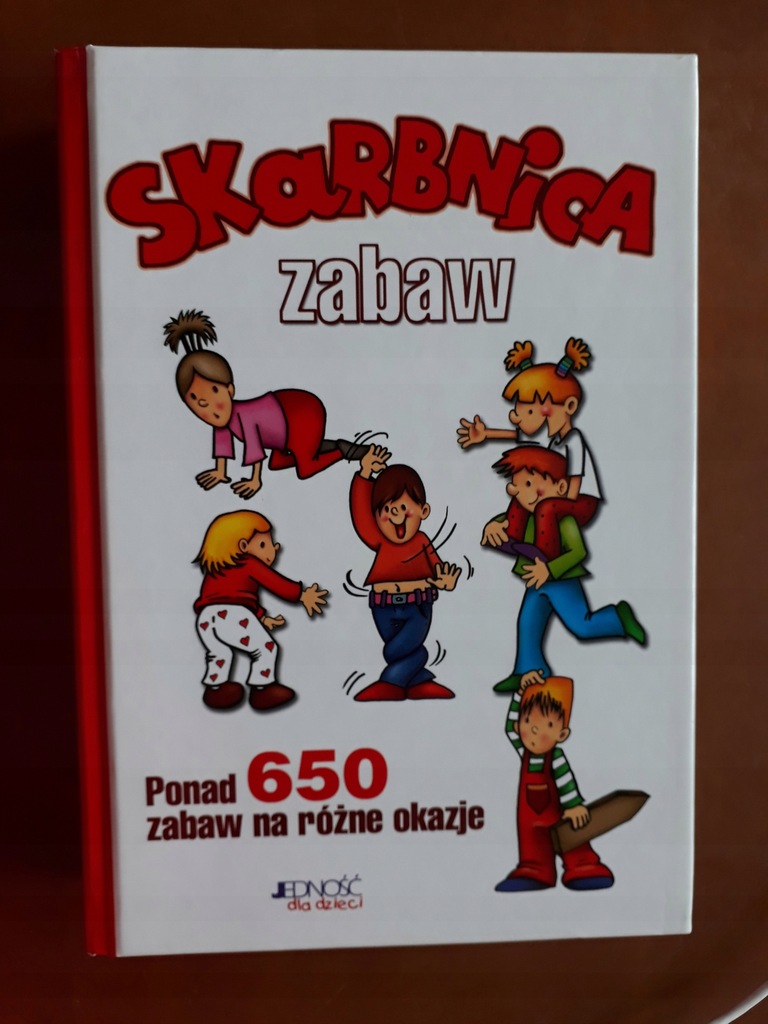 SKaRBNiCA
zabaw
Ponad 650
zabaw na różne okazje
JEDNOŚĆ
dla dzieci